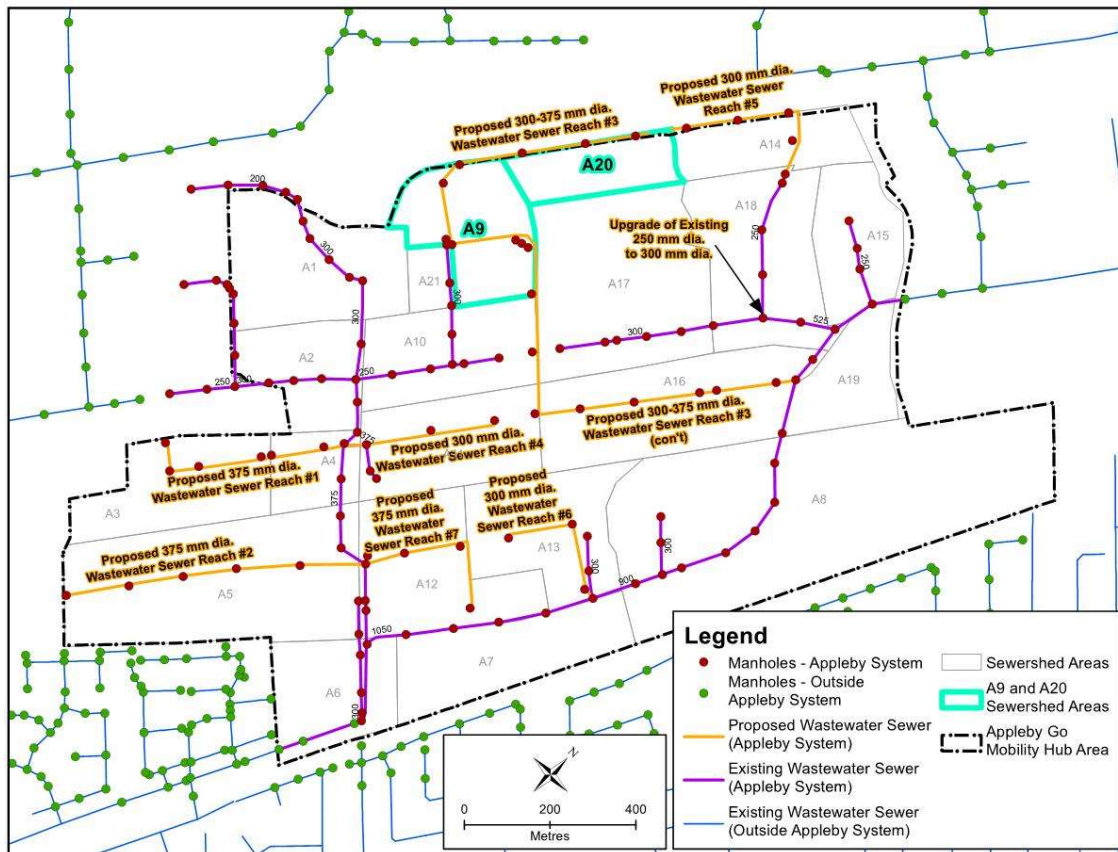 Proposed 300 mm dia.
Wastewater Sewer
Reach #5
Proposed 300-375 mm dia.
Wastewater Sewer Reach #3
A14
A20
200
A9
A18
Upgrade of Existing
250 mm dia.
to 300 mm dia.
250
A15
250
300
A1
A21
300
A17
300
525
300
A10
A2
250
250
A16
A19
Proposed 300-375 mm dia.
Wastewater Sewer Reach #3
(con't)
375
Proposed 300 mm dia.
Wastewater Sewer Reach #4
A4
Proposed 375 mm dia.
Wastewater Sewer Reach #1
375
A3
Proposed
375 mm dia.
Wastewater
Sewer Reach #7
Proposed
300 mm dia.
Wastewater
Sewer Reach #6
A8
Proposed 375 mm dia.
Wastewater Sewer Reach #2
A13
300
300
A5
A12
900
1050
A7
A6
300
N
0 200 400
Metres
Legend
Manholes - Appleby System
Manholes - Outside
Appleby System
Proposed Wastewater Sewer
(Appleby System)
Existing Wastewater Sewer
(Appleby System)
Existing Wastewater Sewer
(Outside Appleby System)
Sewershed Areas
A9 and A20
Sewershed Areas
Appleby Go
Mobility Hub Area